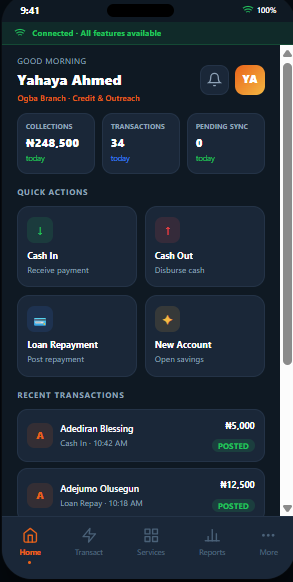 9:41
100%
Connected · All features available
GOOD MORNING
Yahaya Ahmed
Ogba Branch · Credit & Outreach
YA
COLLECTIONS
₦248,500
today
TRANSACTIONS
34
today
PENDING SYNC
0
today
QUICK ACTIONS
↓
Cash In
Receive payment
↑
Cash Out
Disburse cash
Loan Repayment
Post repayment
New Account
Open savings
RECENT TRANSACTIONS
A
Adediran Blessing
Cash In · 10:42 AM
₦5,000
POSTED
A
Adejumo Olusegun
Loan Repay · 10:18 AM
₦12,500
POSTED
Home
Transact
Services
Reports
More